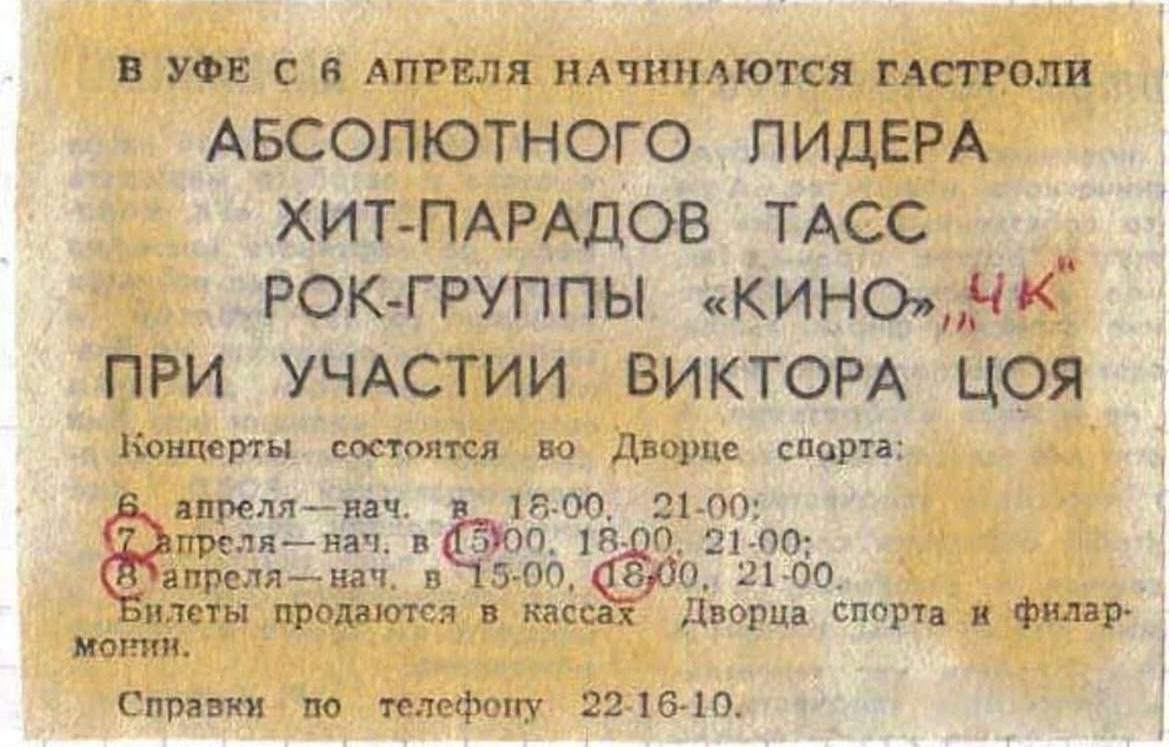 В УФЕ С 6 АПРЕЛЯ НАЧИНАЮТСЯ ГАСТРОЛИ
АБСОЛЮТНОГО ЛИДЕРА
ХИТ-ПАРАДОВ ТАСС
РОК-ГРУППЫ «КИНО», „ЧК“
ПРИ УЧАСТИИ ВИКТОРА ЦОЯ
Концерты состоятся во Дворце спорта:
6 апреля—нач. в 18-00, 21-00;
7 апреля—нач. в 15-00, 18-00, 21-00;
8 апреля—нач. в 15-00, 18-00, 21-00.
Билеты продаются в кассах Дворца спорта и филар-
монии.
Справки по телефону 22-16-10.